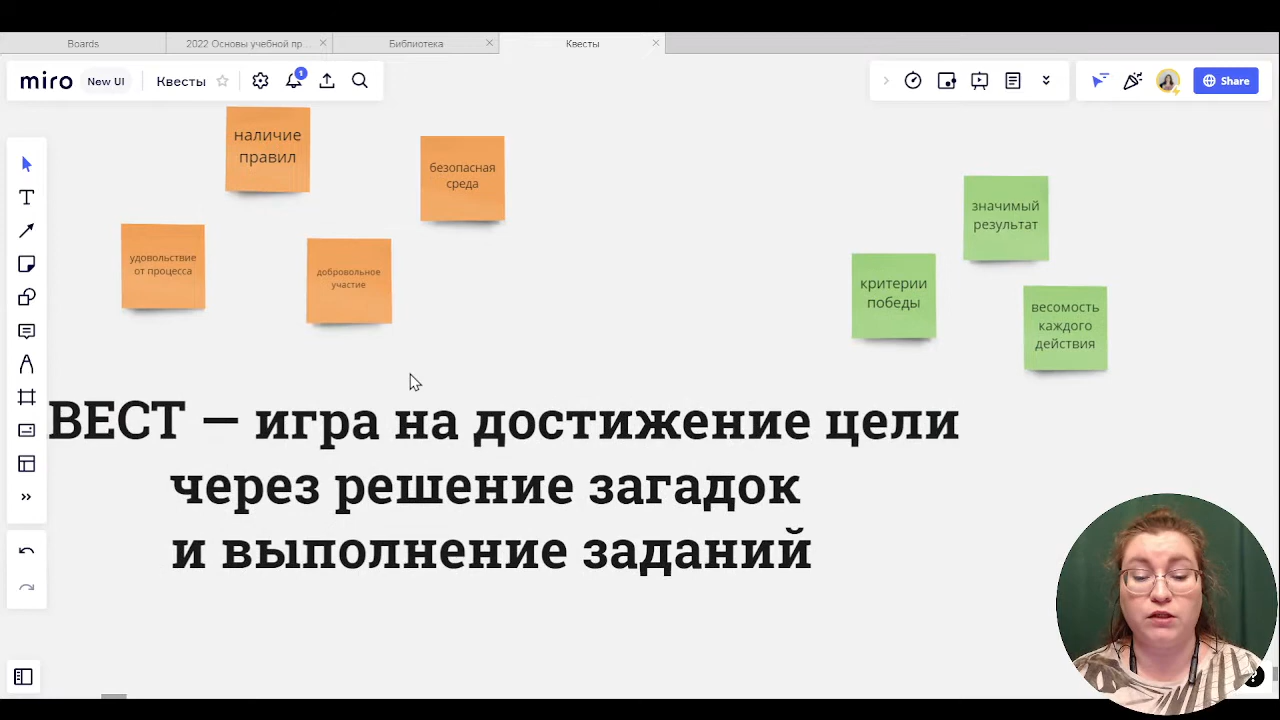 Boards
2022 Основы учебной пр...
Библиотека
Квесты
miro
New UI
Квесты
1
Share
наличие
правил
безопасная
среда
удовольствие
от процесса
добровольное
участие
значимый
результат
критерии
победы
весомость
каждого
действия
ВЕСТ — игра на достижение цели
через решение загадок
и выполнение заданий
?